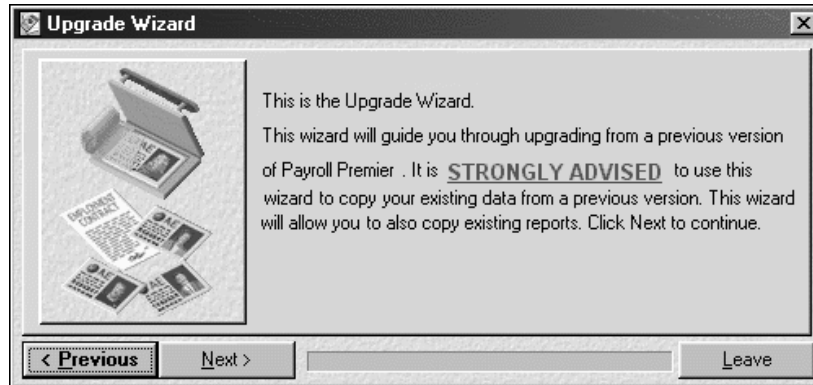 Upgrade Wizard
EMPLOYMENT
CONTRACT
This is the Upgrade Wizard.
This wizard will guide you through upgrading from a previous version
of Payroll Premier . It is STRONGLY ADVISED to use this
wizard to copy your existing data from a previous version. This wizard
will allow you to also copy existing reports. Click Next to continue.
< Previous
Next >
Leave